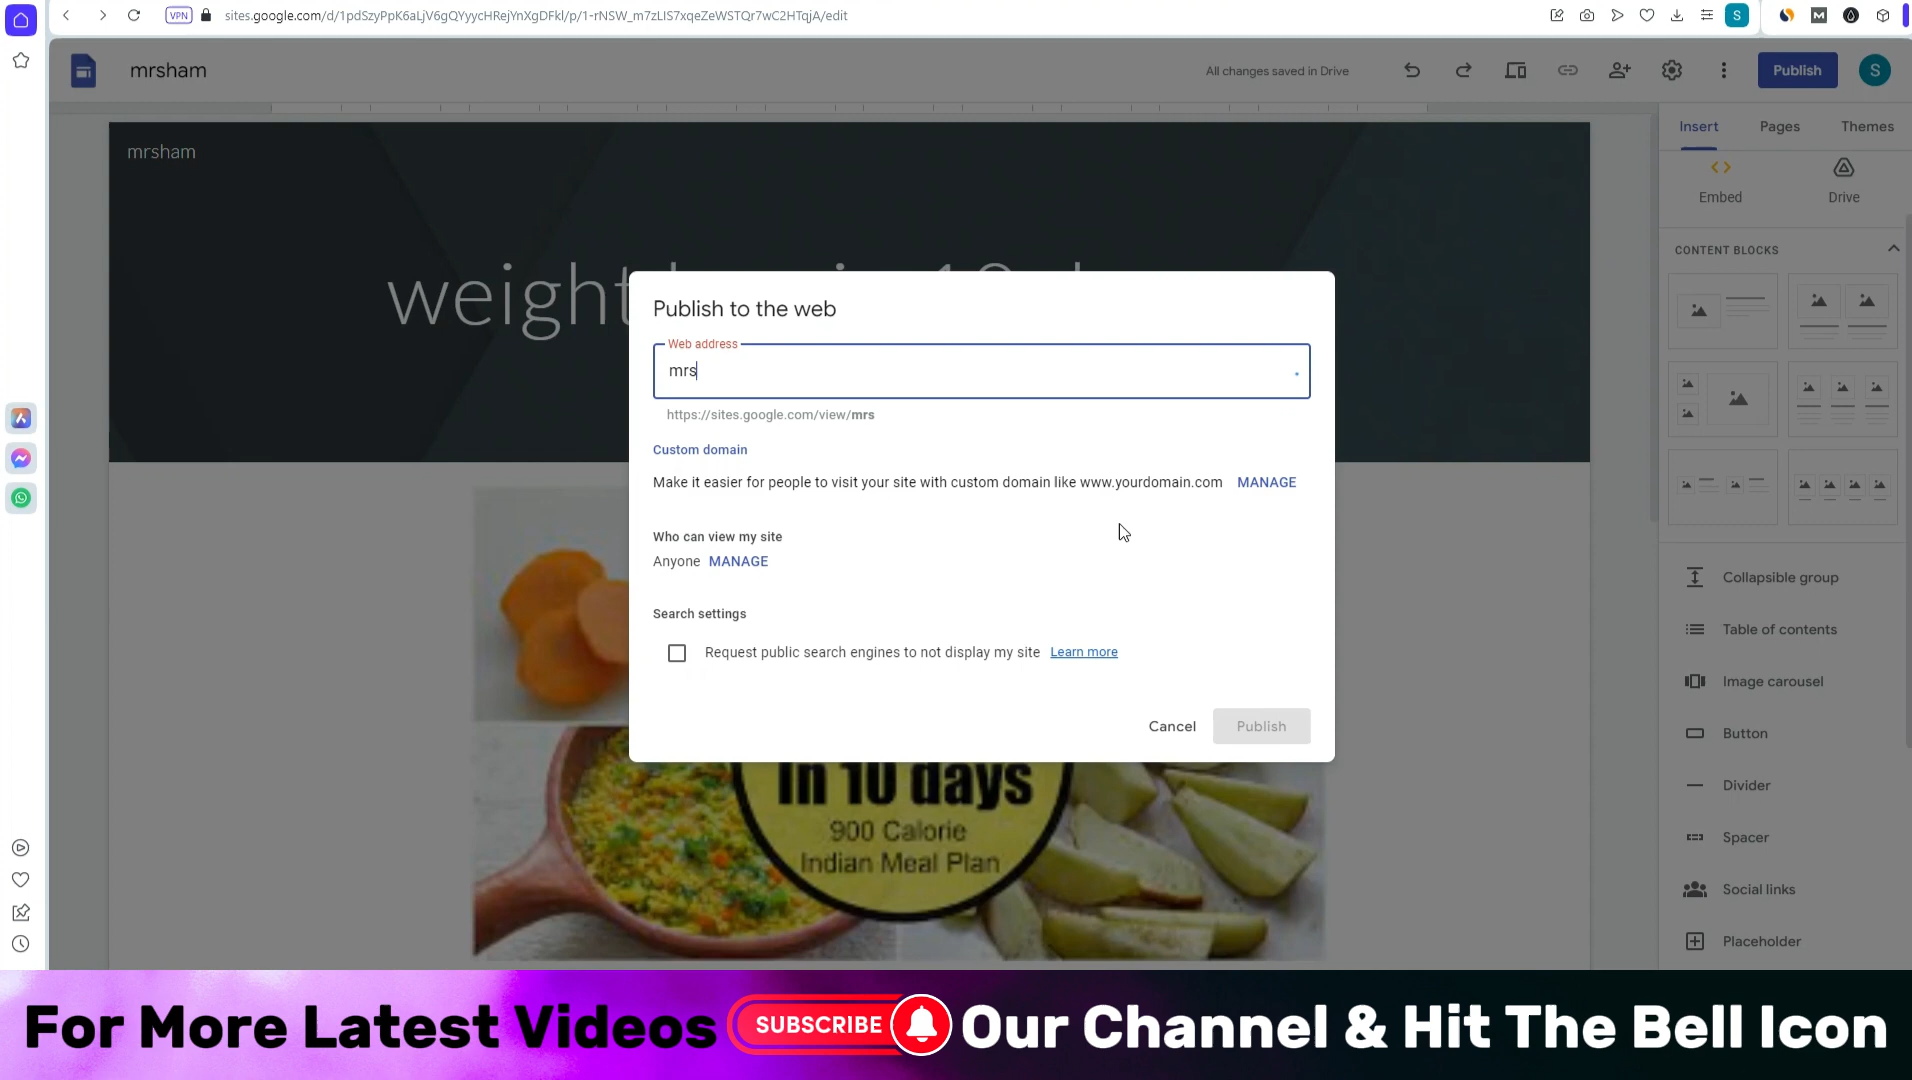 VPN
sites.google.com/d/1pdSzyPpK6aLjV6gQYyycHRejYnXgDFkl/p/1-rNSW_m7zLIS7xqeZeWSTQr7wC2HTqjA/edit
S
M
mrsham
All changes saved in Drive
Publish
S
Insert
Pages
Themes
mrsham
Embed
Drive
CONTENT BLOCKS
weight
Publish to the web
Web address
mrs
https://sites.google.com/view/mrs
Custom domain
Make it easier for people to visit your site with custom domain like www.yourdomain.com
MANAGE
Who can view my site
Anyone
MANAGE
Search settings
Request public search engines to not display my site
Learn more
Cancel
Publish
Collapsible group
Table of contents
Image carousel
Button
Divider
Spacer
Social links
Placeholder
In 10 days
900 Calorie
Indian Meal Plan
For More Latest Videos SUBSCRIBE Our Channel & Hit The Bell Icon